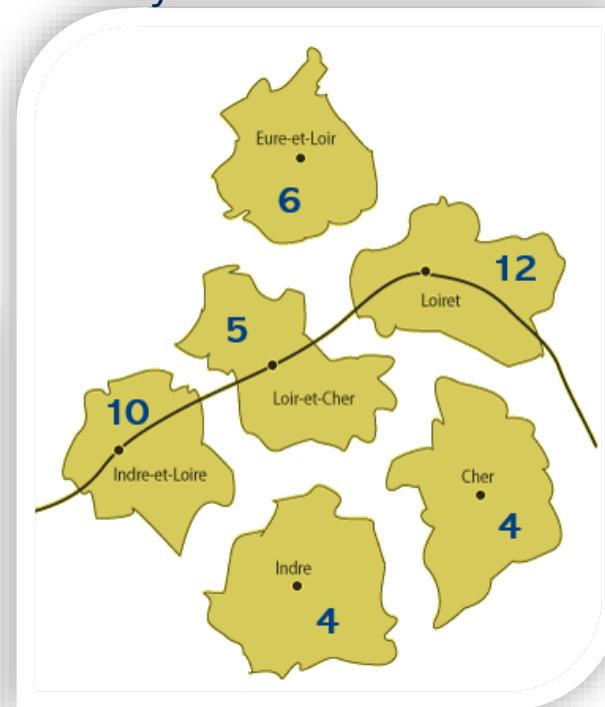 Eure-et-Loir
6
12
Loiret
5
Loir-et-Cher
10
Indre-et-Loire
Cher
4
Indre
4